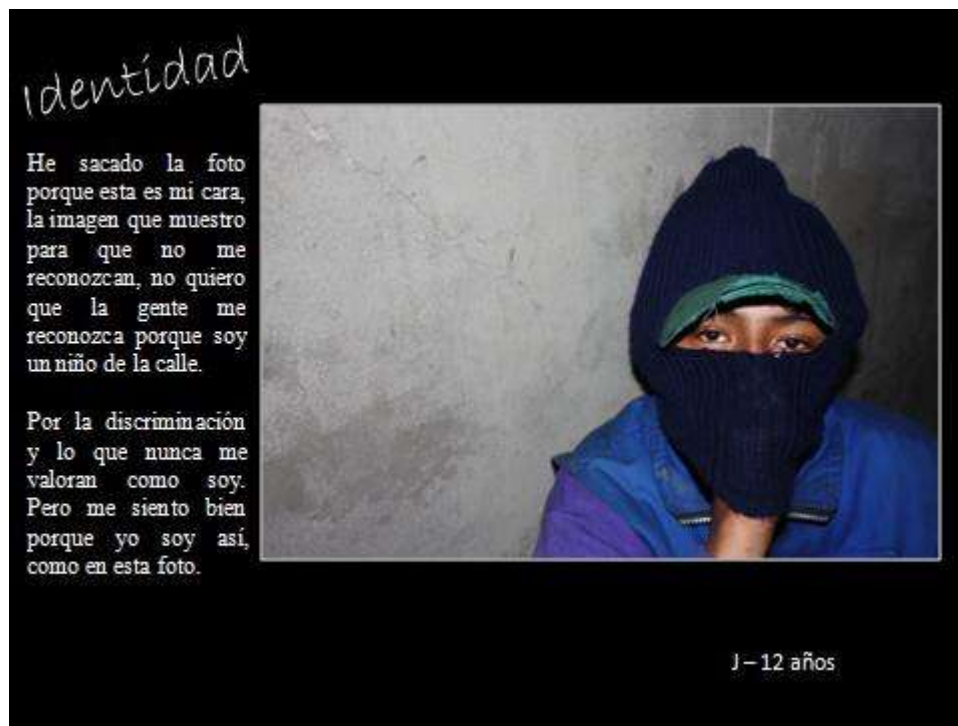 Identidad
He sacado la foto
porque esta es mi cara,
la imagen que muestro
para que no me
reconozcan, no quiero
que la gente me
reconozca porque soy
un niño de la calle.
Por la discriminación
y lo que nunca me
valoran como soy.
Pero me siento bien
porque yo soy así,
como en esta foto.
J – 12 años